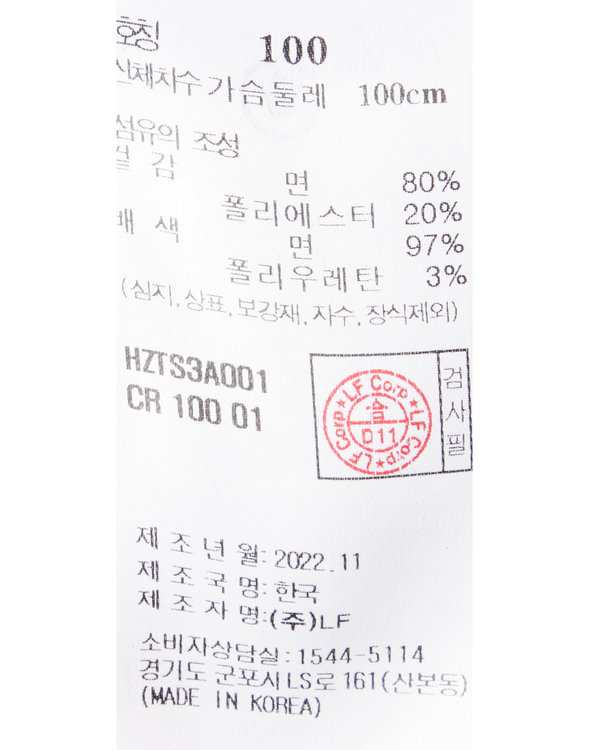 호칭 100
신체치수 가슴둘레 100cm
섬유의 조성
겉 감 면 80%
폴리에스터 20%
배 색 면 97%
폴리우레탄 3%
(심지, 상표, 보강재, 자수, 장식제외)
HZTS3A001
CR 100 01
LF Corp ★ LF Corp ★ LF Corp ★
D11
검사필
제 조 년 월: 2022.11
제 조 국 명: 한국
제 조 자 명:(주)LF
소비자상담실:1544-5114
경기도 군포시 LS로 161(산본동)
(MADE IN KOREA)